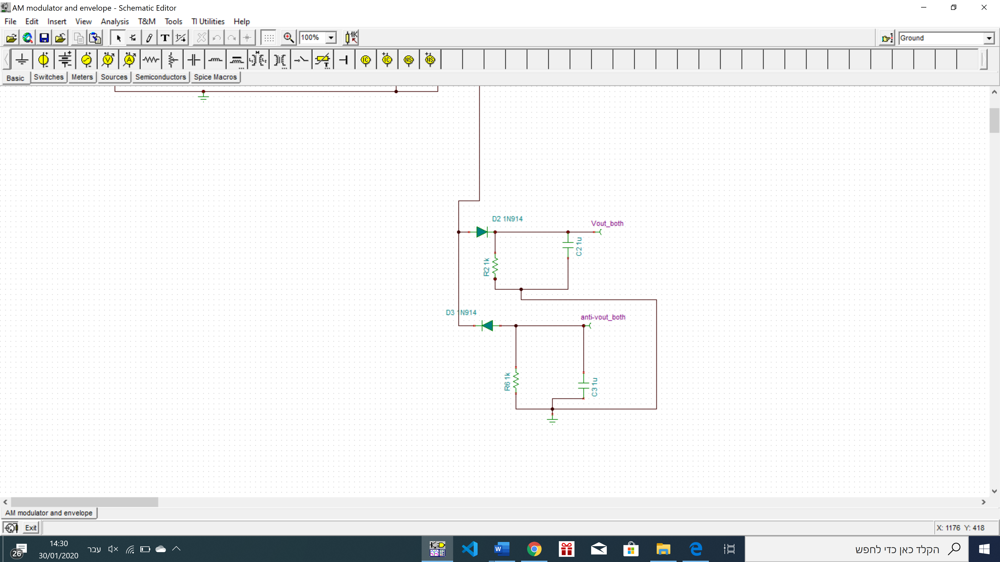 AM modulator and envelope - Schematic Editor
File Edit Insert View Analysis T&M Tools TI Utilities Help
T 100% 1K Ground
Basic Switches Meters Sources Semiconductors Spice Macros
D2 1N914
Vout_both
C2 1u
R2 1k
D3 1N914
anti-vout_both
R6 1k
C3 1u
AM modulator and envelope
Exit
X: 1176 Y: 418
26
14:30
30/01/2020
עבר
הקלד כאן כדי לחפש